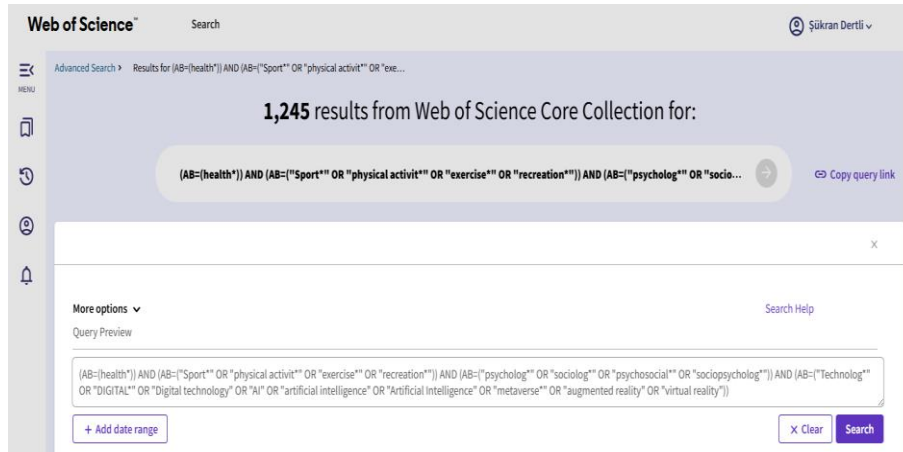 Web of Science™ Search Şükran Dertli
MENU
Advanced Search > Results for (AB=(health*)) AND (AB=("Sport*" OR "physical activit*" OR "exe...
1,245 results from Web of Science Core Collection for:
(AB=(health*)) AND (AB=("Sport*" OR "physical activit*" OR "exercise*" OR "recreation*")) AND (AB=("psycholog*" OR "socio...
Copy query link
X
More options
Search Help
Query Preview
(AB=(health*)) AND (AB=("Sport*" OR "physical activit*" OR "exercise*" OR "recreation*")) AND (AB=("psycholog*" OR "sociolog*" OR "psychosocial*" OR "sociopsycholog*")) AND (AB=("Technolog*"
OR "DIGITAL*" OR "Digital technology" OR "AI" OR "artificial intelligence" OR "Artificial Intelligence" OR "metaverse*" OR "augmented reality" OR "virtual reality"))
+ Add date range
X Clear
Search